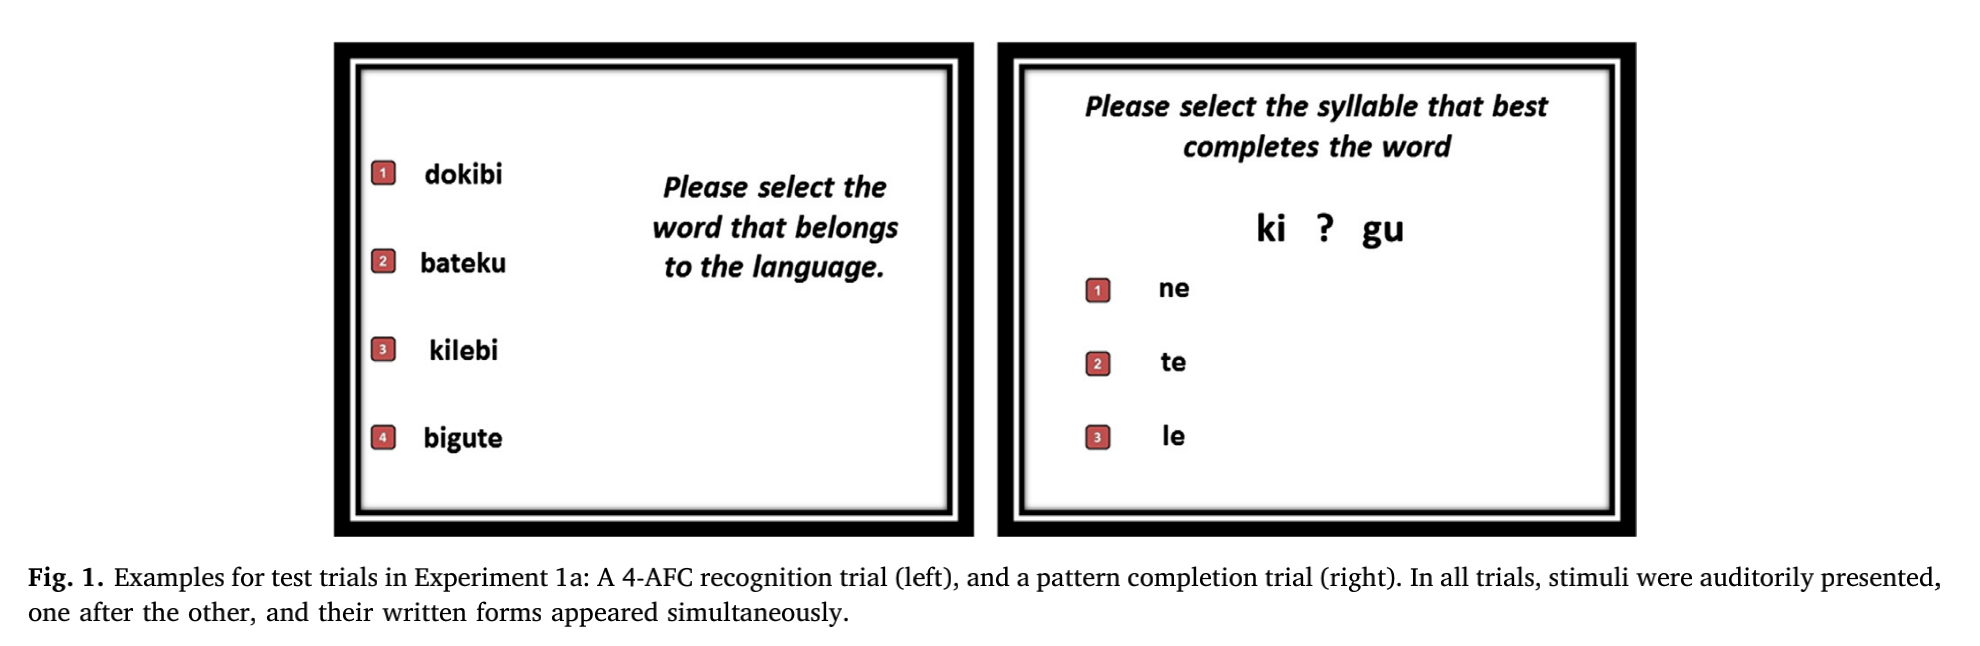 1 dokibi
2 bateku
3 kilebi
4 bigute
Please select the
word that belongs
to the language.
Please select the syllable that best
completes the word
ki ? gu
1 ne
2 te
3 le
Fig. 1. Examples for test trials in Experiment 1a: A 4-AFC recognition trial (left), and a pattern completion trial (right). In all trials, stimuli were auditorily presented,
one after the other, and their written forms appeared simultaneously.